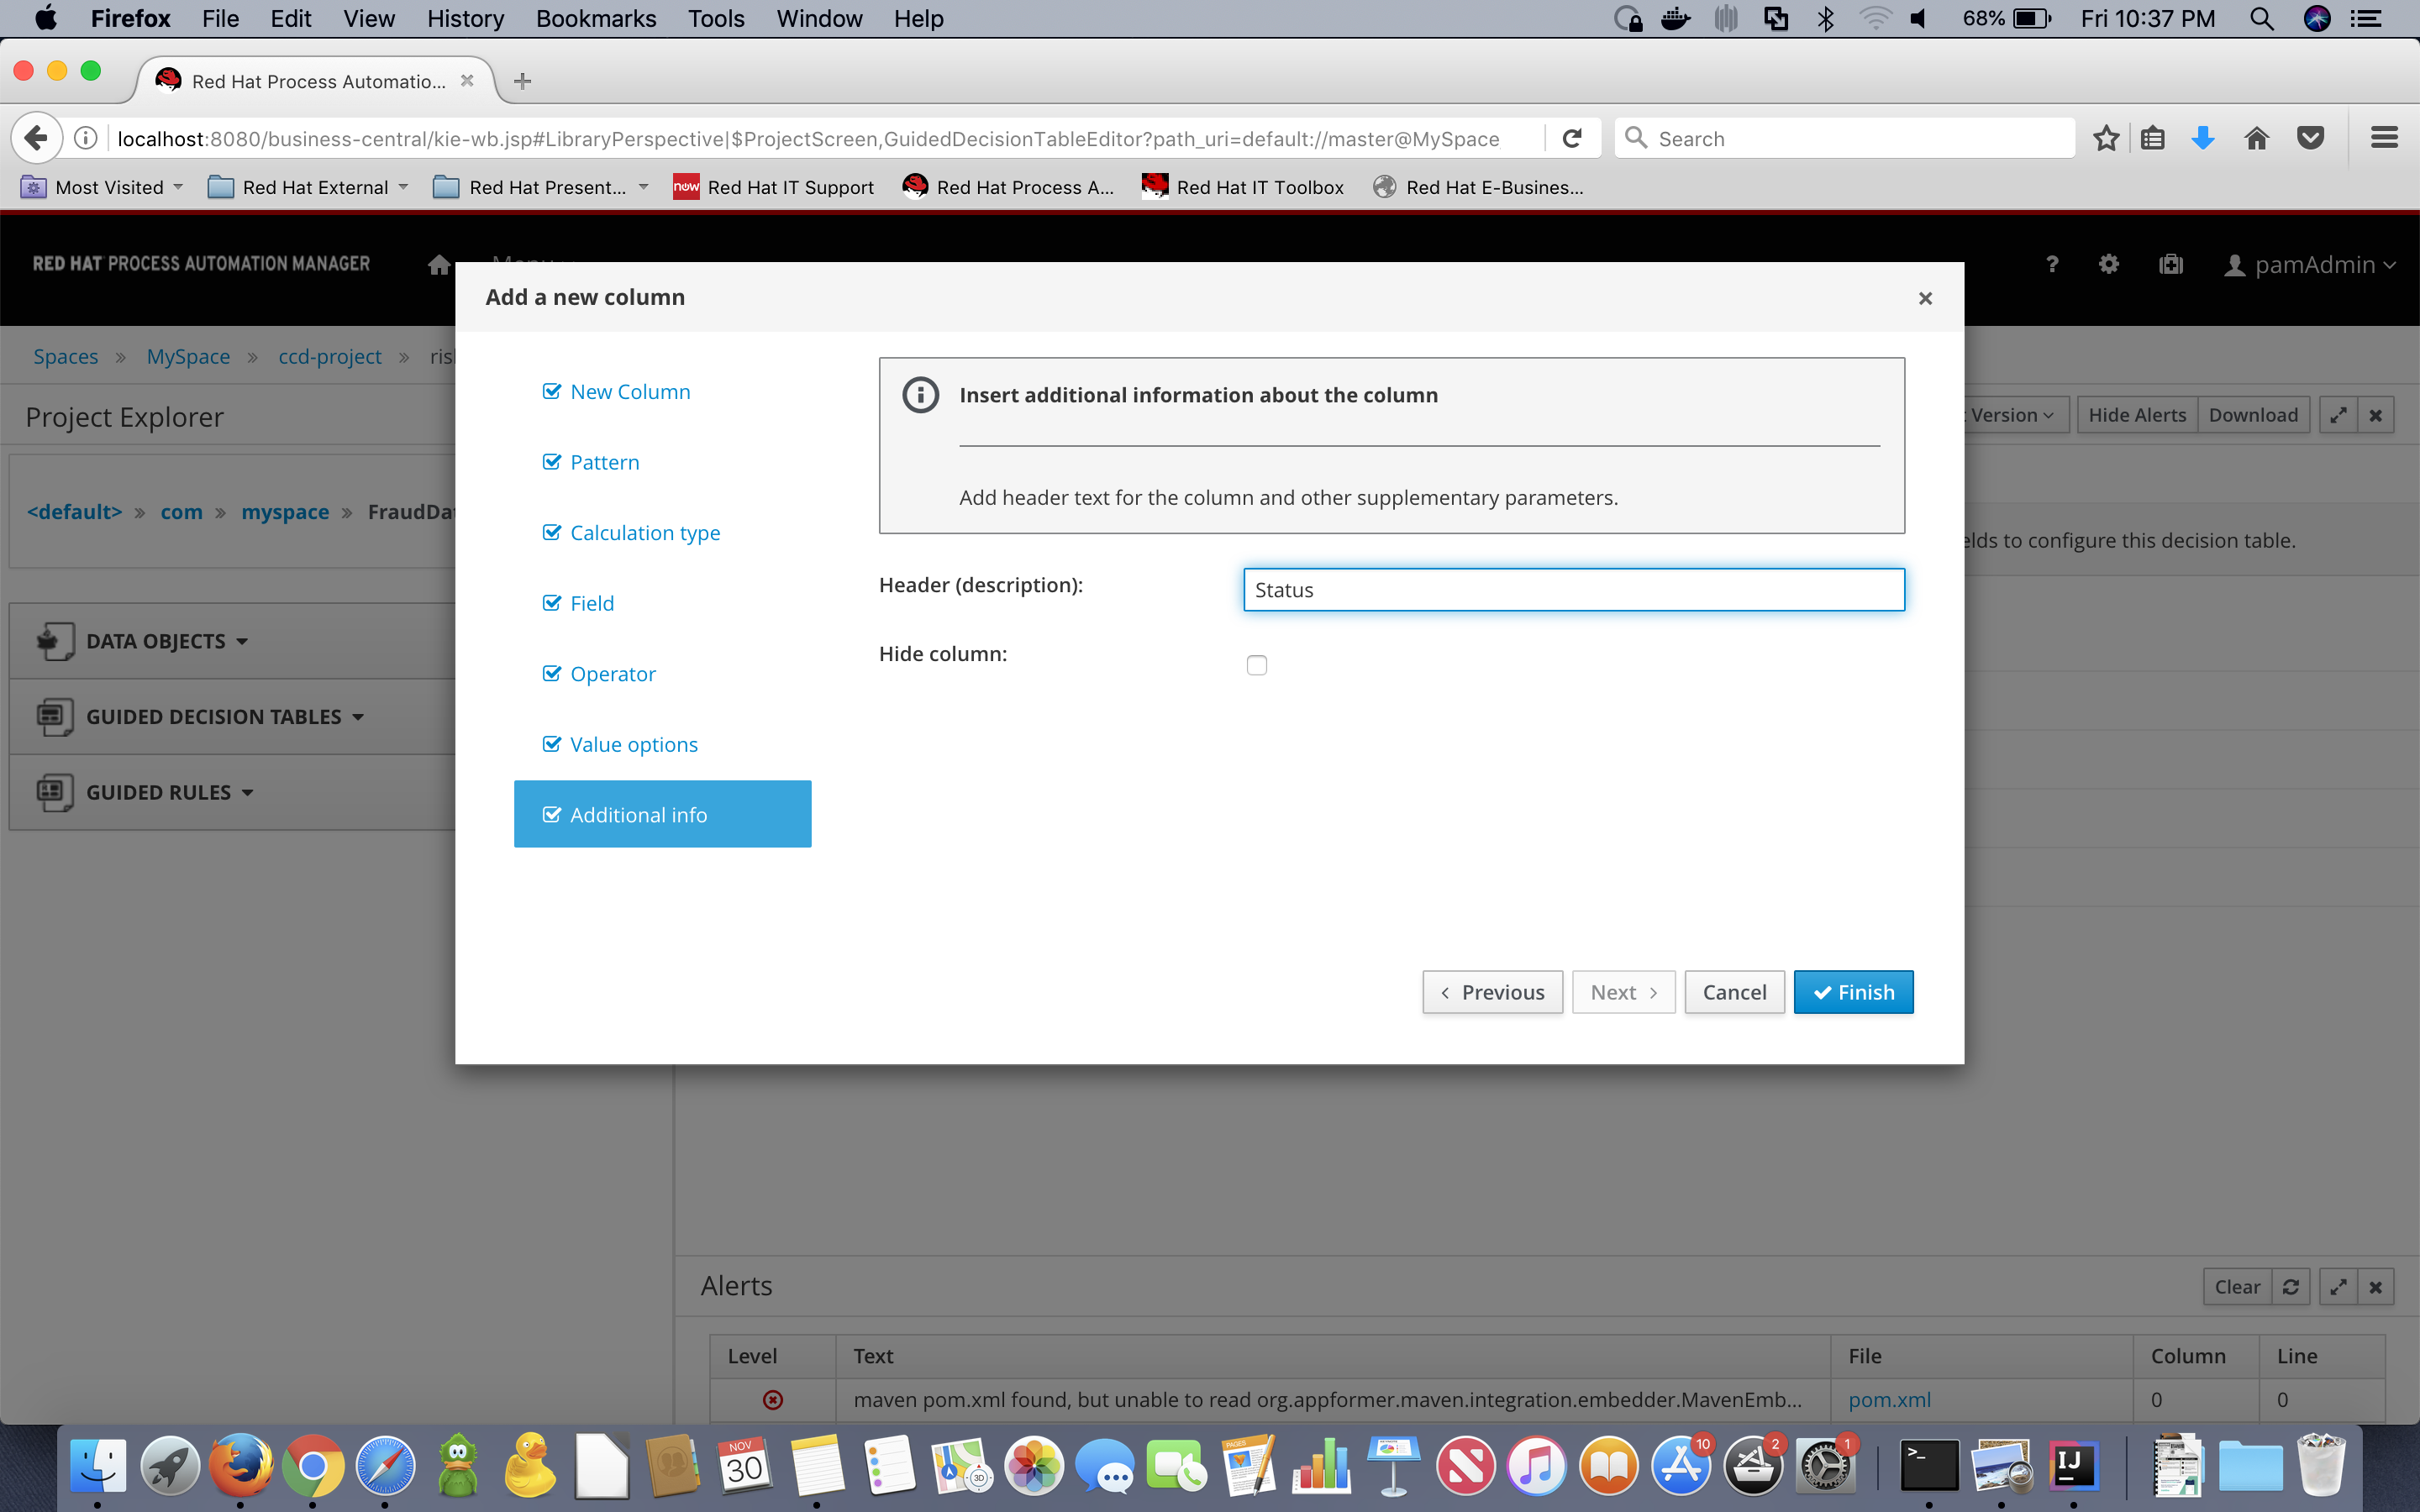 Firefox File Edit View History Bookmarks Tools Window Help 68% Fri 10:37 PM
Red Hat Process Automatio...
localhost:8080/business-central/kie-wb.jsp#LibraryPerspective|$ProjectScreen,GuidedDecisionTableEditor?path_uri=default://master@MySpace Search
Most Visited Red Hat External Red Hat Present... now Red Hat IT Support Red Hat Process A... Red Hat IT Toolbox Red Hat E-Busines...
RED HAT PROCESS AUTOMATION MANAGER ? pamAdmin
Add a new column
Spaces » MySpace » ccd-project »
Project Explorer
Version Hide Alerts Download
<default> » com » myspace »
to configure this decision table.
DATA OBJECTS
GUIDED DECISION TABLES
GUIDED RULES
New Column
Pattern
Calculation type
Field
Operator
Value options
Additional info
Insert additional information about the column
Add header text for the column and other supplementary parameters.
Header (description): Status
Hide column:
Previous Next Cancel Finish
Alerts
Clear
Level Text File Column Line
maven pom.xml found, but unable to read org.appformer.maven.integration.embedder.MavenEmb... pom.xml 0 0
NOV
30
3D
PAGES
10
2
1
>_
IJ